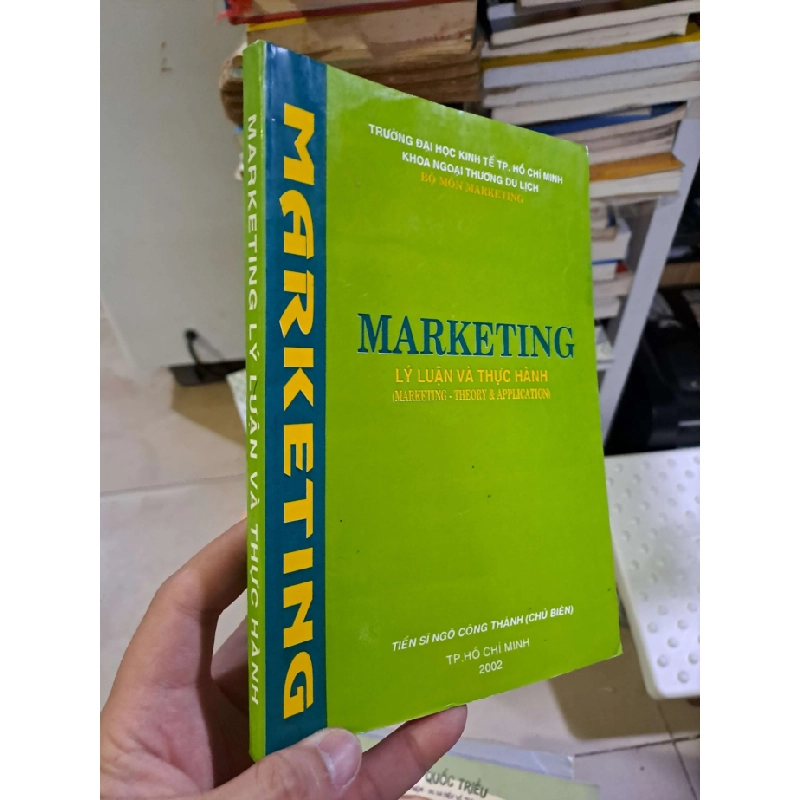 MARKETING LÝ LUẬN VÀ THỰC HÀNH
MARKETING
TRƯỜNG ĐẠI HỌC KINH TẾ TP. HỒ CHÍ MINH
KHOA NGOẠI THƯƠNG DU LỊCH
BỘ MÔN MARKETING
MARKETING
LÝ LUẬN VÀ THỰC HÀNH
(MARKETING - THEORY & APPLICATION)
TIẾN SĨ NGÔ CÔNG THÀNH (CHỦ BIÊN)
TP.HỒ CHÍ MINH
2002
QUỐC TRIỀU